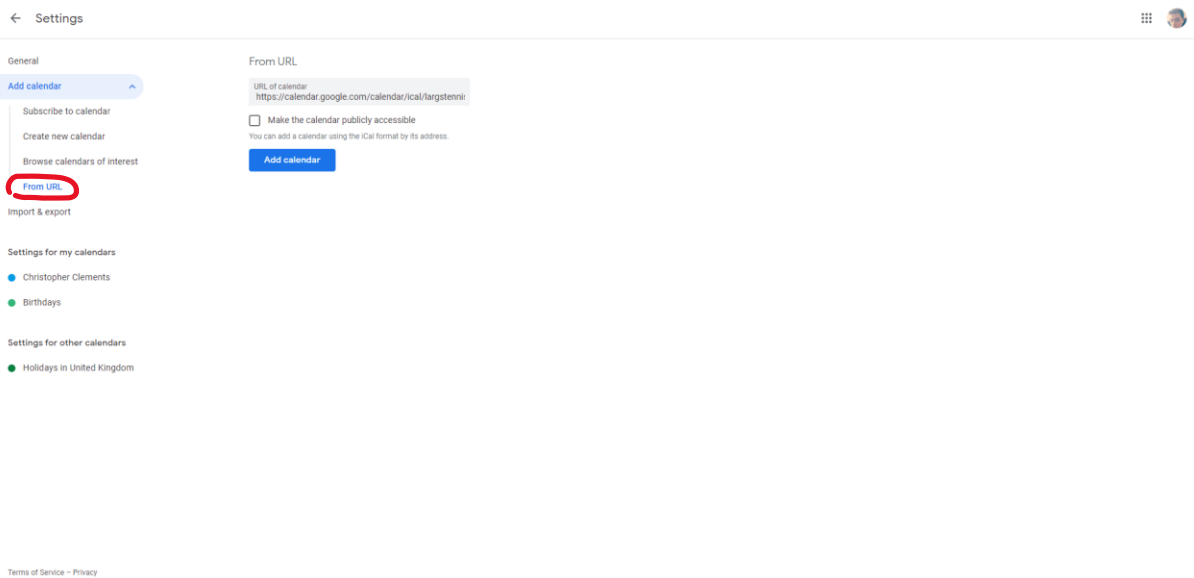 Settings
General
Add calendar
Subscribe to calendar
Create new calendar
Browse calendars of interest
From URL
Import & export
Settings for my calendars
Christopher Clements
Birthdays
Settings for other calendars
Holidays in United Kingdom
From URL
URL of calendar
https://calendar.google.com/calendar/ical/largstennis
Make the calendar publicly accessible
You can add a calendar using the iCal format by its address.
Add calendar
Terms of Service – Privacy